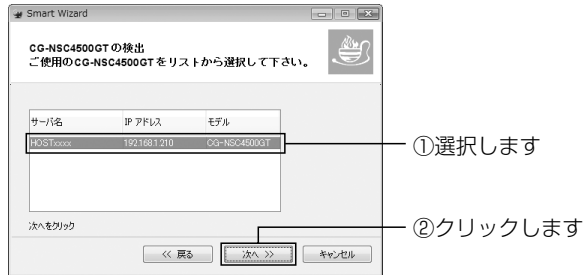 Smart Wizard
CG-NSC4500GTの検出
ご使用のCG-NSC4500GTをリストから選択して下さい。
サーバ名 IP アドレス モデル
HOSTxxxx 192.168.1.210 CG-NSC4500GT
①選択します
次へをクリック
②クリックします
<< 戻る 次へ >> キャンセル